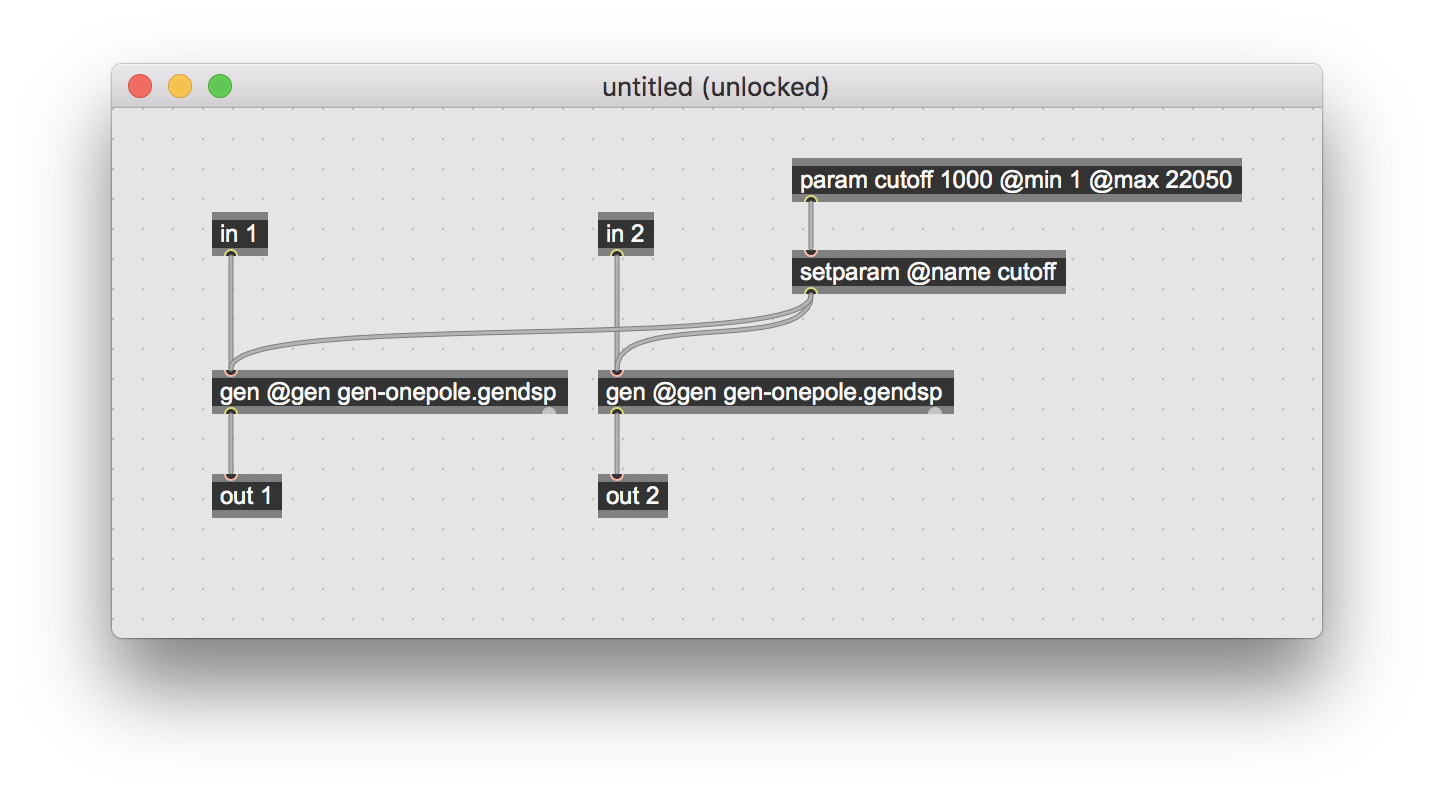 untitled (unlocked)
param cutoff 1000 @min 1 @max 22050
in 1
in 2
setparam @name cutoff
gen @gen gen-onepole.gendsp
gen @gen gen-onepole.gendsp
out 1
out 2